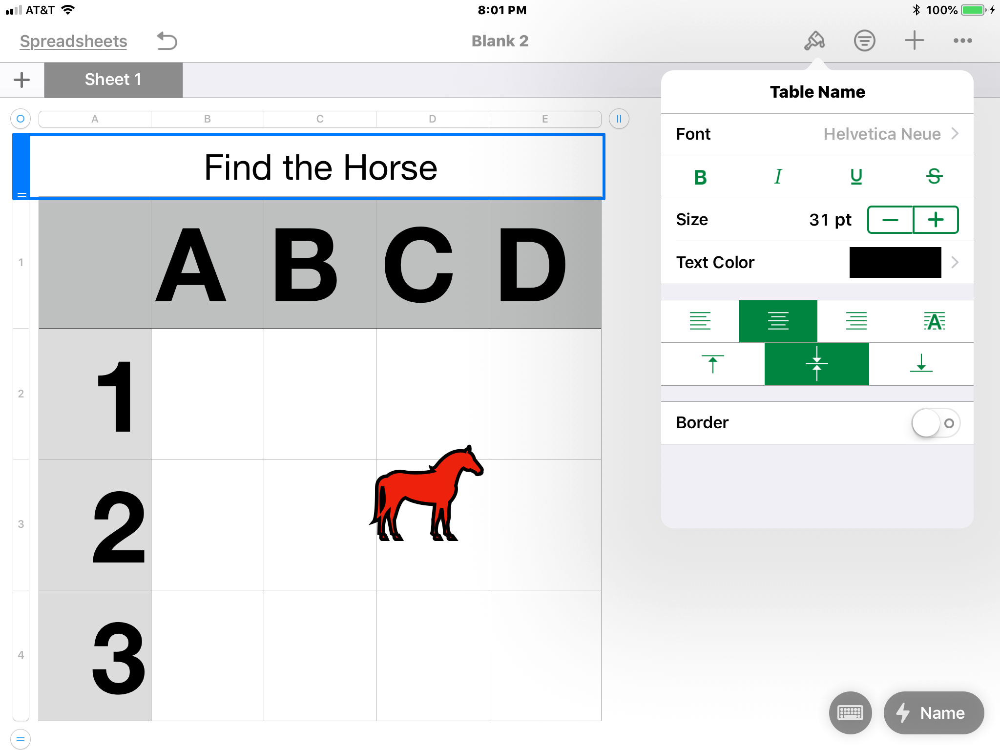 AT&T 8:01 PM 100%
Spreadsheets Blank 2
Sheet 1
Table Name
A B C D E
Font Helvetica Neue
Find the Horse
B I U S
Size 31 pt
Text Color
A
1 A B C D
2 1
Border
3 2
4 3
Name